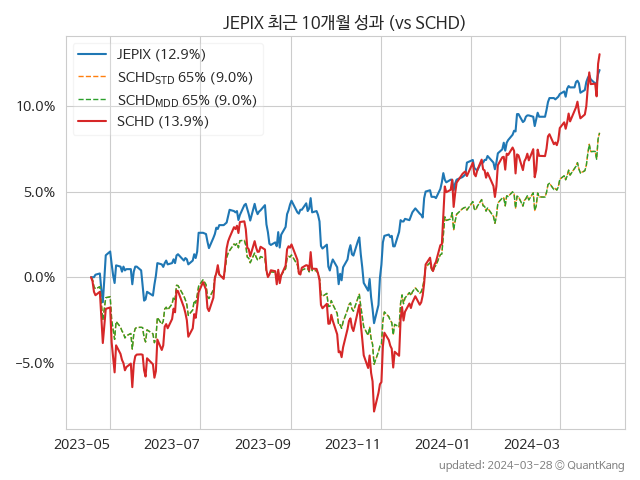 JEPIX 최근 10개월 성과 (vs SCHD)
JEPIX (12.9%)
SCHD_STD 65% (9.0%)
SCHD_MDD 65% (9.0%)
SCHD (13.9%)
10.0%
5.0%
0.0%
−5.0%
2023-05 2023-07 2023-09 2023-11 2024-01 2024-03
updated: 2024-03-28 © QuantKang